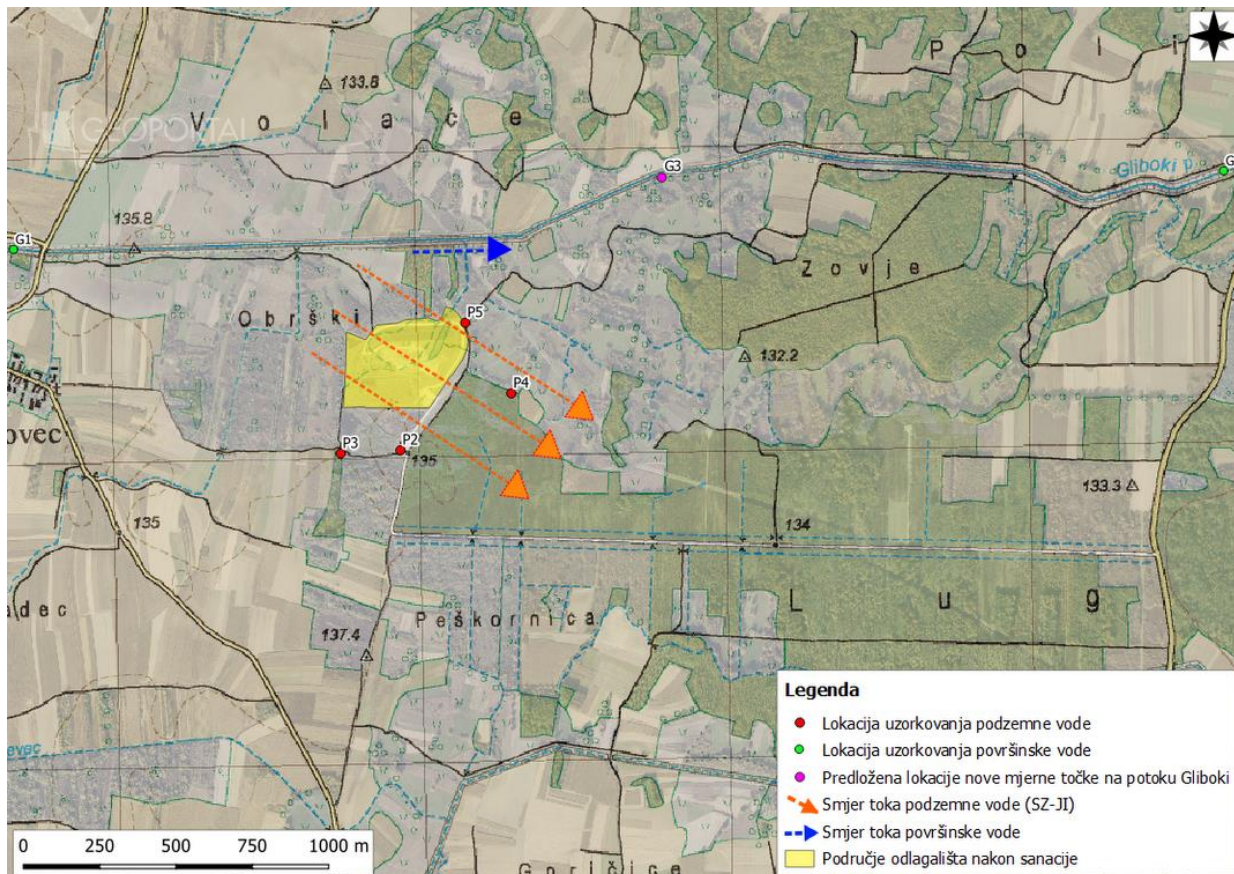 GEOPORTAL
P o l i
133.8
V o l a ć e
G3
Gliboki p.
G
135.8
G1
Z o v j e
O b r š k i
P5
132.2
P4
ovec
P3
P2
135
133.3
135
134
L u g
adec
Peškornica
137.4
evec
Goričice
Legenda
Lokacija uzorkovanja podzemne vode
Lokacija uzorkovanja površinske vode
Predložena lokacije nove mjerne točke na potoku Gliboki
Smjer toka podzemne vode (SZ-JI)
Smjer toka površinske vode
Područje odlagališta nakon sanacije
0 250 500 750 1000 m